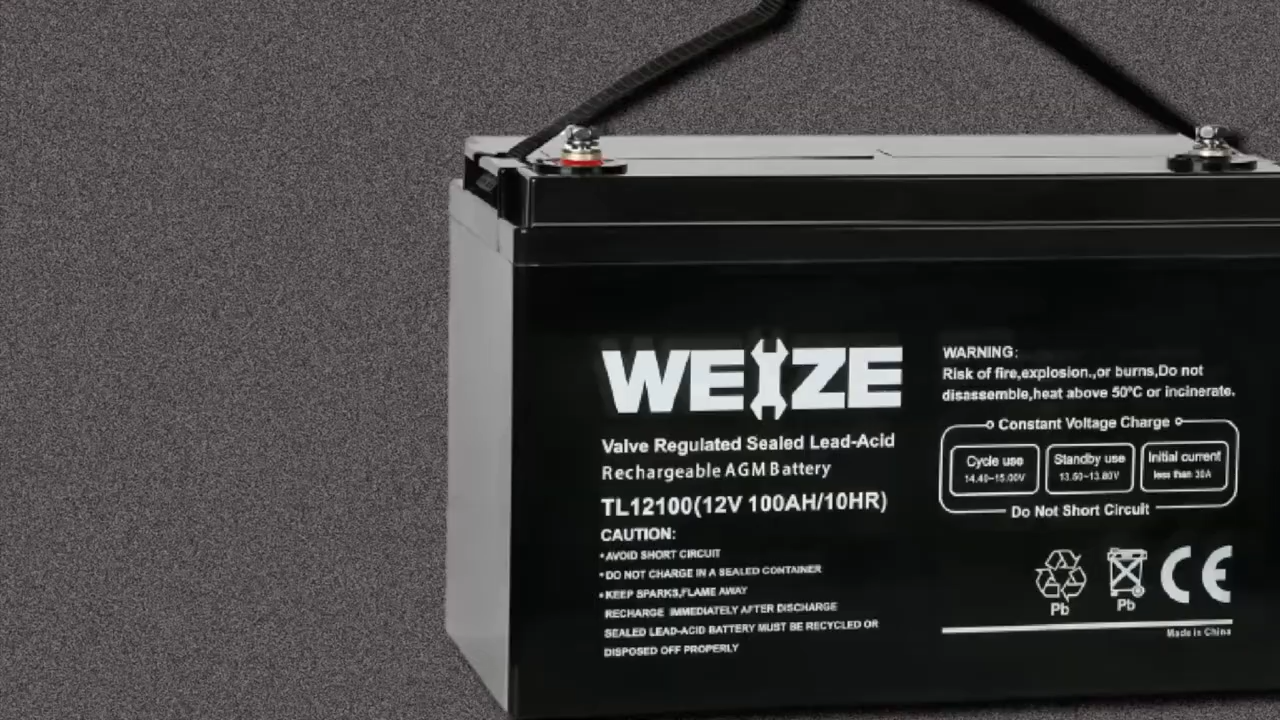 WEIZE
Valve Regulated Sealed Lead-Acid
Rechargeable AGM Battery
TL12100(12V 100AH/10HR)
CAUTION:
•AVOID SHORT CIRCUIT
•DO NOT CHARGE IN A SEALED CONTAINER
•KEEP SPARKS,FLAME AWAY
RECHARGE IMMEDIATELY AFTER DISCHARGE
SEALED LEAD-ACID BATTERY MUST BE RECYCLED OR
DISPOSED OFF PROPERLY
WARNING:
Risk of fire,explosion.,or burns,Do not
disassemble,heat above 50°C or incinerate.
Constant Voltage Charge
Cycle use
14.40-15.00V
Standby use
13.50-13.80V
Initial current
less than 30A
Do Not Short Circuit
Pb
Pb
CE
Made in China